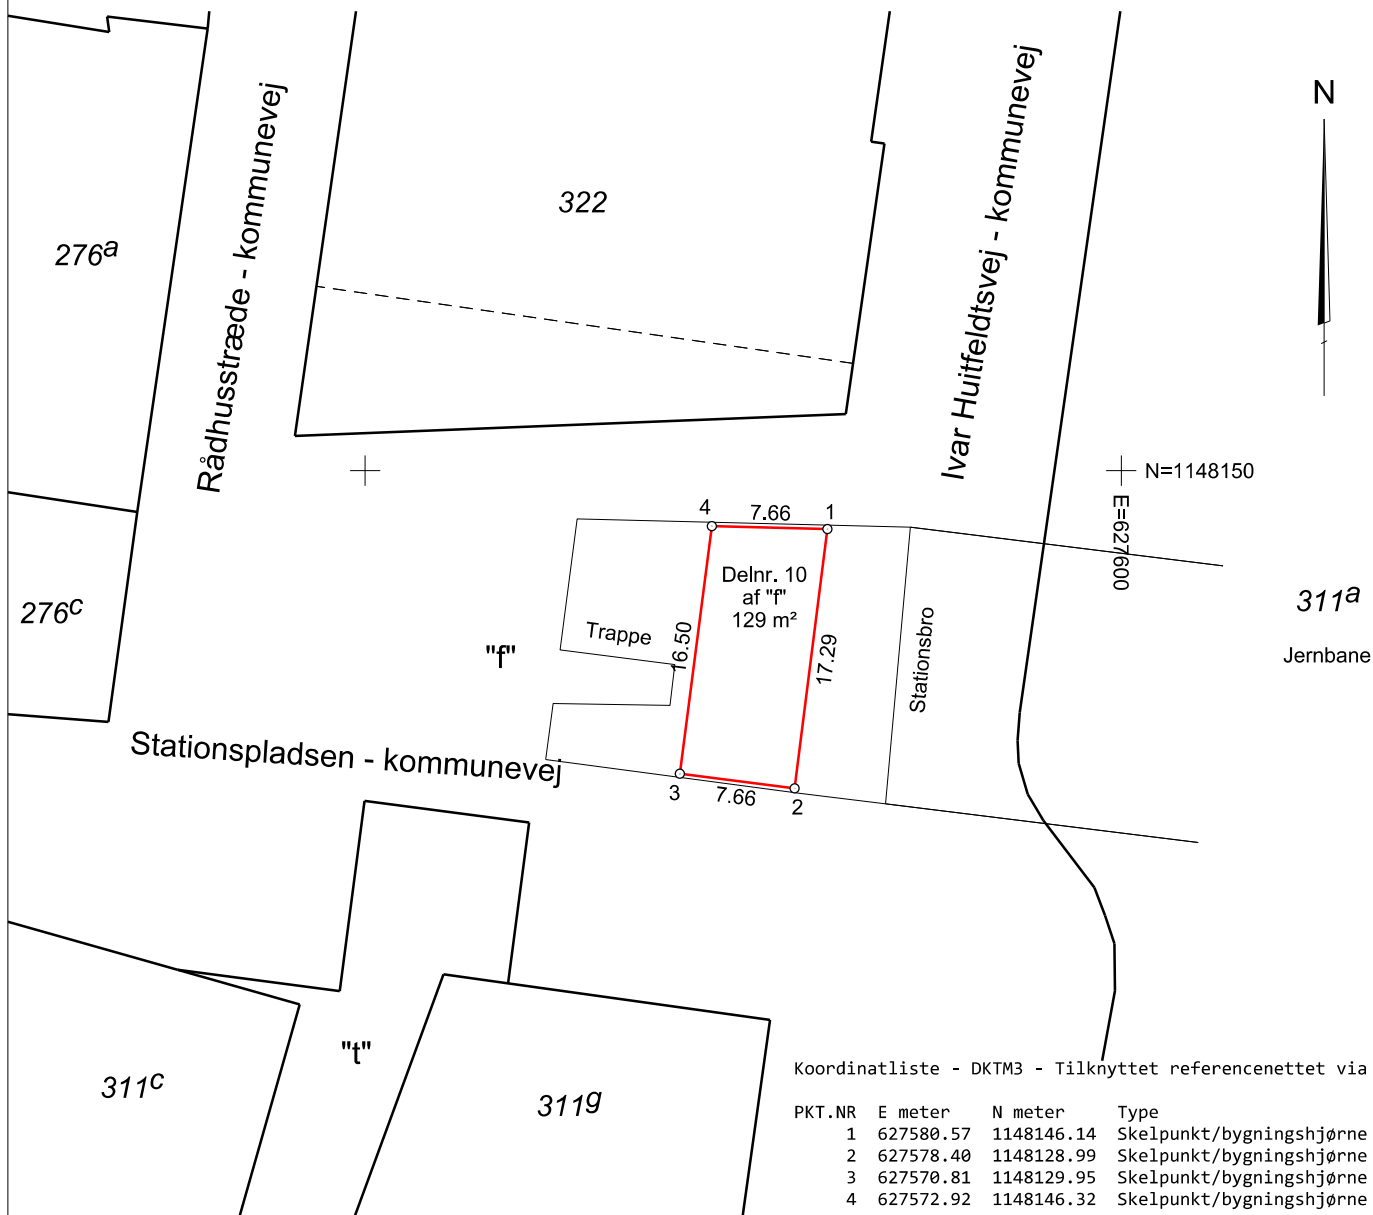 N
322
276a
Rådhusstræde - kommunevej
Ivar Huitfeldtsvej - kommunevej
N=1148150
E=627600
4
7.66
1
Delnr. 10
af "f"
129 m²
311a
Jernbane
276c
Trappe
"f"
16.50
17.29
Stationsbro
Stationspladsen - kommunevej
3
7.66
2
"t"
311c
311g
Koordinatliste - DKTM3 - Tilknyttet referencenettet via
PKT.NR E meter N meter Type
1 627580.57 1148146.14 Skelpunkt/bygningshjørne
2 627578.40 1148128.99 Skelpunkt/bygningshjørne
3 627570.81 1148129.95 Skelpunkt/bygningshjørne
4 627572.92 1148146.32 Skelpunkt/bygningshjørne